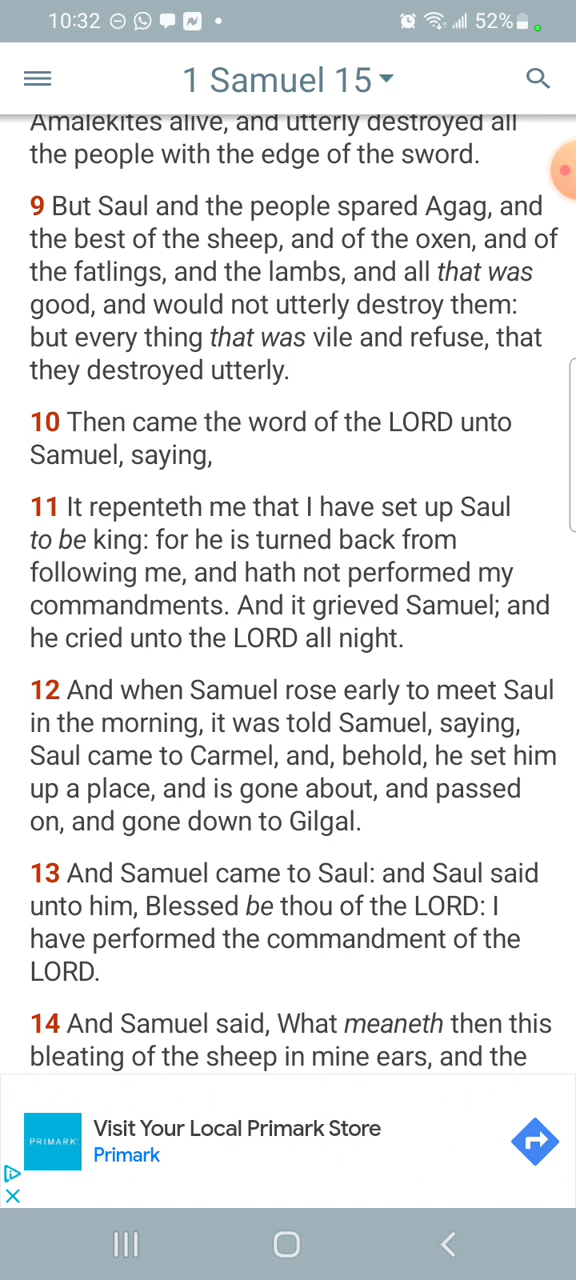 10:32
52%
1 Samuel 15
Amalekites alive, and utterly destroyed all
the people with the edge of the sword.
9 But Saul and the people spared Agag, and
the best of the sheep, and of the oxen, and of
the fatlings, and the lambs, and all that was
good, and would not utterly destroy them:
but every thing that was vile and refuse, that
they destroyed utterly.
10 Then came the word of the LORD unto
Samuel, saying,
11 It repenteth me that I have set up Saul
to be king: for he is turned back from
following me, and hath not performed my
commandments. And it grieved Samuel; and
he cried unto the LORD all night.
12 And when Samuel rose early to meet Saul
in the morning, it was told Samuel, saying,
Saul came to Carmel, and, behold, he set him
up a place, and is gone about, and passed
on, and gone down to Gilgal.
13 And Samuel came to Saul: and Saul said
unto him, Blessed be thou of the LORD: I
have performed the commandment of the
LORD.
14 And Samuel said, What meaneth then this
bleating of the sheep in mine ears, and the
PRIMARK
Visit Your Local Primark Store
Primark